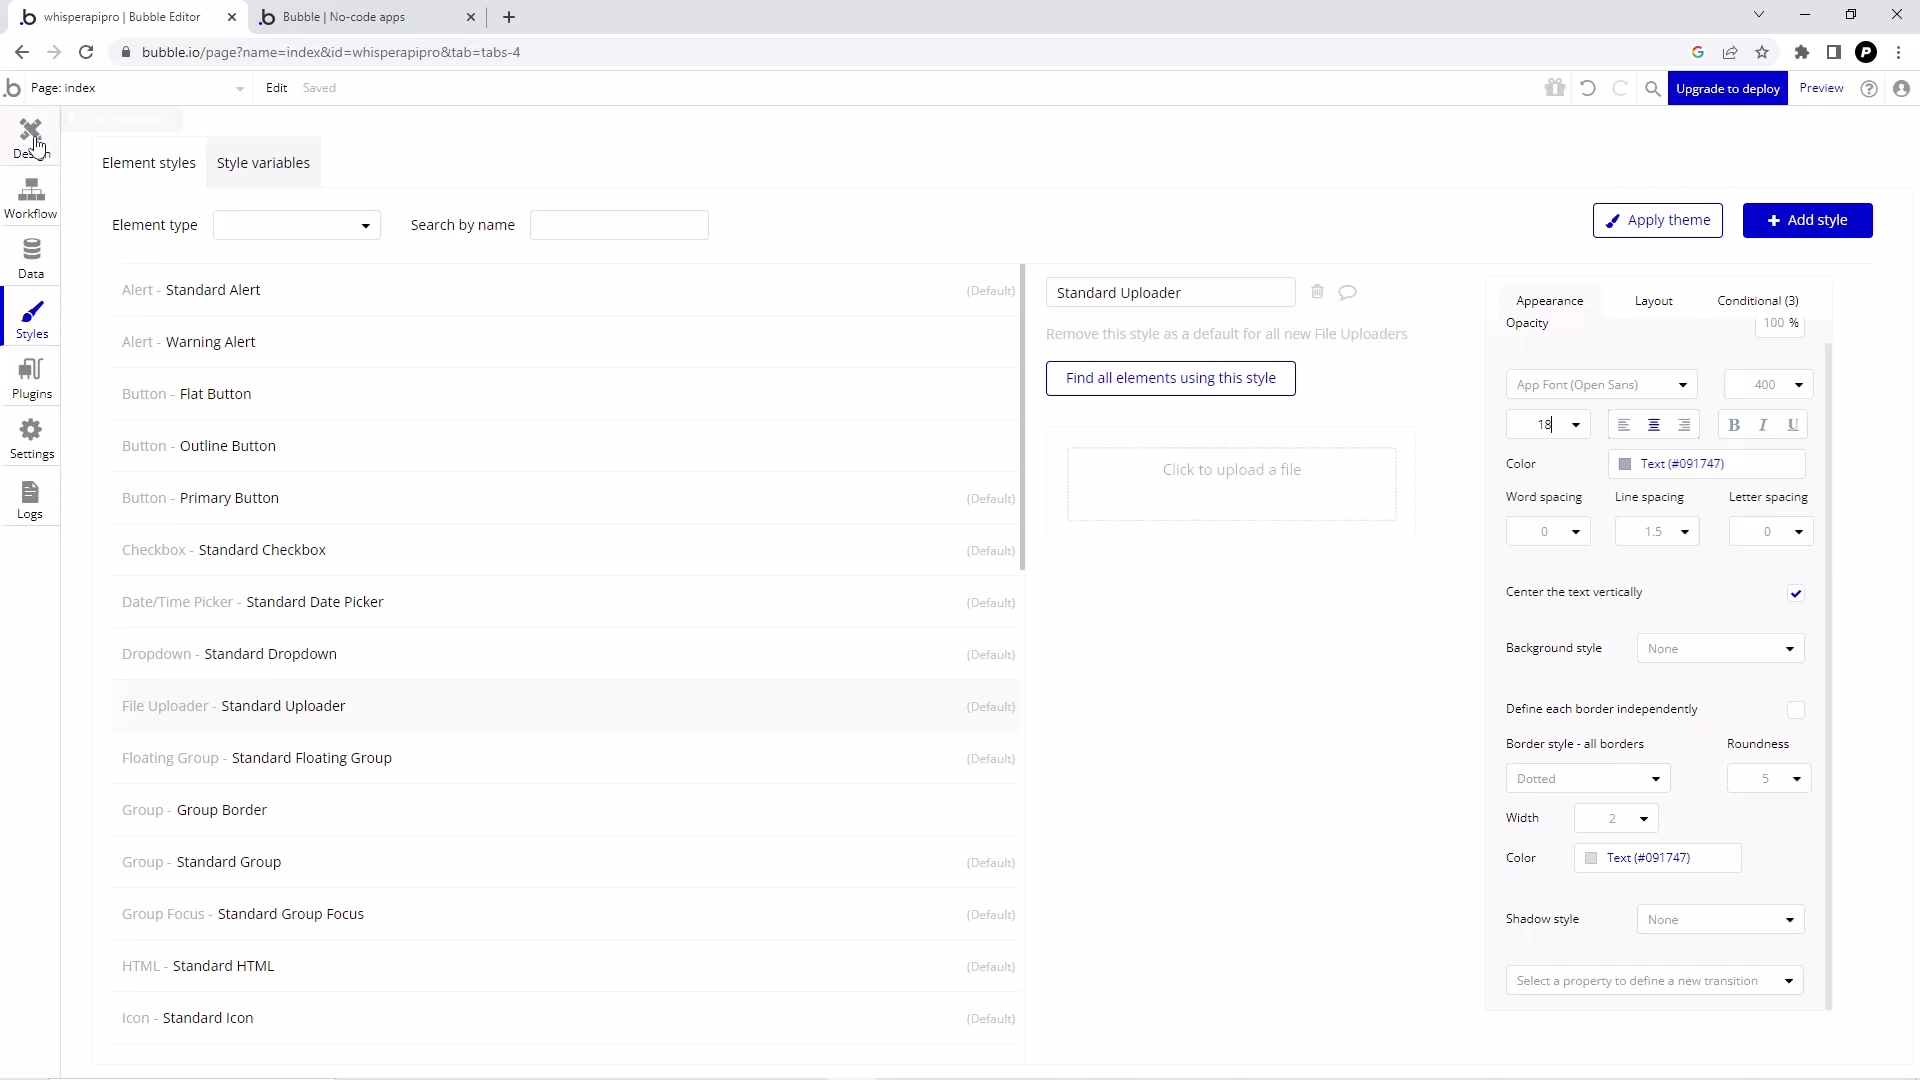 whisperapipro | Bubble Editor
Bubble | No-code apps
bubble.io/page?name=index&id=whisperapipro&tab=tabs-4
Page: index
Edit
Saved
Upgrade to deploy
Preview
Design
Workflow
Data
Styles
Plugins
Settings
Logs
Element styles
Style variables
Element type
Search by name
Apply theme
+ Add style
Alert - Standard Alert (Default)
Alert - Warning Alert
Button - Flat Button
Button - Outline Button
Button - Primary Button (Default)
Checkbox - Standard Checkbox (Default)
Date/Time Picker - Standard Date Picker (Default)
Dropdown - Standard Dropdown (Default)
File Uploader - Standard Uploader (Default)
Floating Group - Standard Floating Group (Default)
Group - Group Border
Group - Standard Group (Default)
Group Focus - Standard Group Focus (Default)
HTML - Standard HTML (Default)
Icon - Standard Icon (Default)
Standard Uploader
Remove this style as a default for all new File Uploaders
Find all elements using this style
Click to upload a file
Appearance
Layout
Conditional (3)
Opacity
100 %
App Font (Open Sans)
400
18
B I U
Color
Text (#091747)
Word spacing
Line spacing
Letter spacing
0
1.5
0
Center the text vertically
Background style
None
Define each border independently
Border style - all borders
Roundness
Dotted
5
Width
2
Color
Text (#091747)
Shadow style
None
Select a property to define a new transition